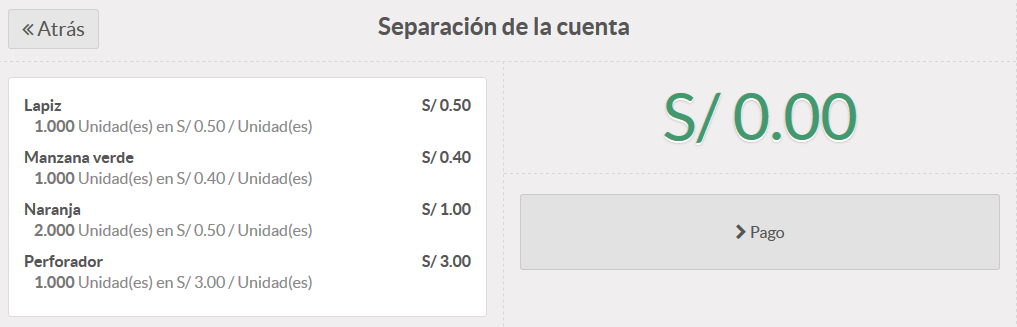 Atrás
Separación de la cuenta
Lapiz S/ 0.50
1.000 Unidad(es) en S/ 0.50 / Unidad(es)
Manzana verde S/ 0.40
1.000 Unidad(es) en S/ 0.40 / Unidad(es)
Naranja S/ 1.00
2.000 Unidad(es) en S/ 0.50 / Unidad(es)
Perforador S/ 3.00
1.000 Unidad(es) en S/ 3.00 / Unidad(es)
S/ 0.00
Pago